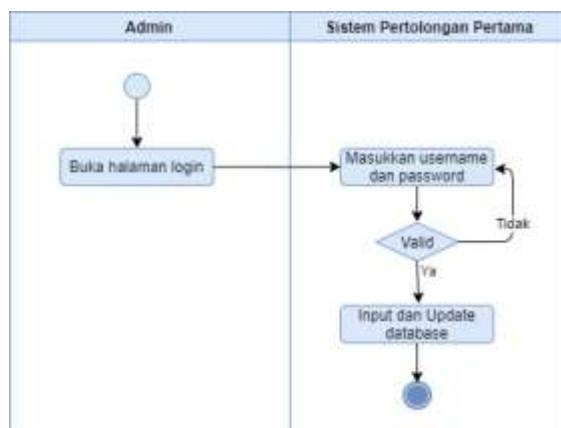 Admin
Sistem Pertolongan Pertama
Buka halaman login
Masukkan username
dan password
Tidak
Valid
Ya
Input dan Update
database